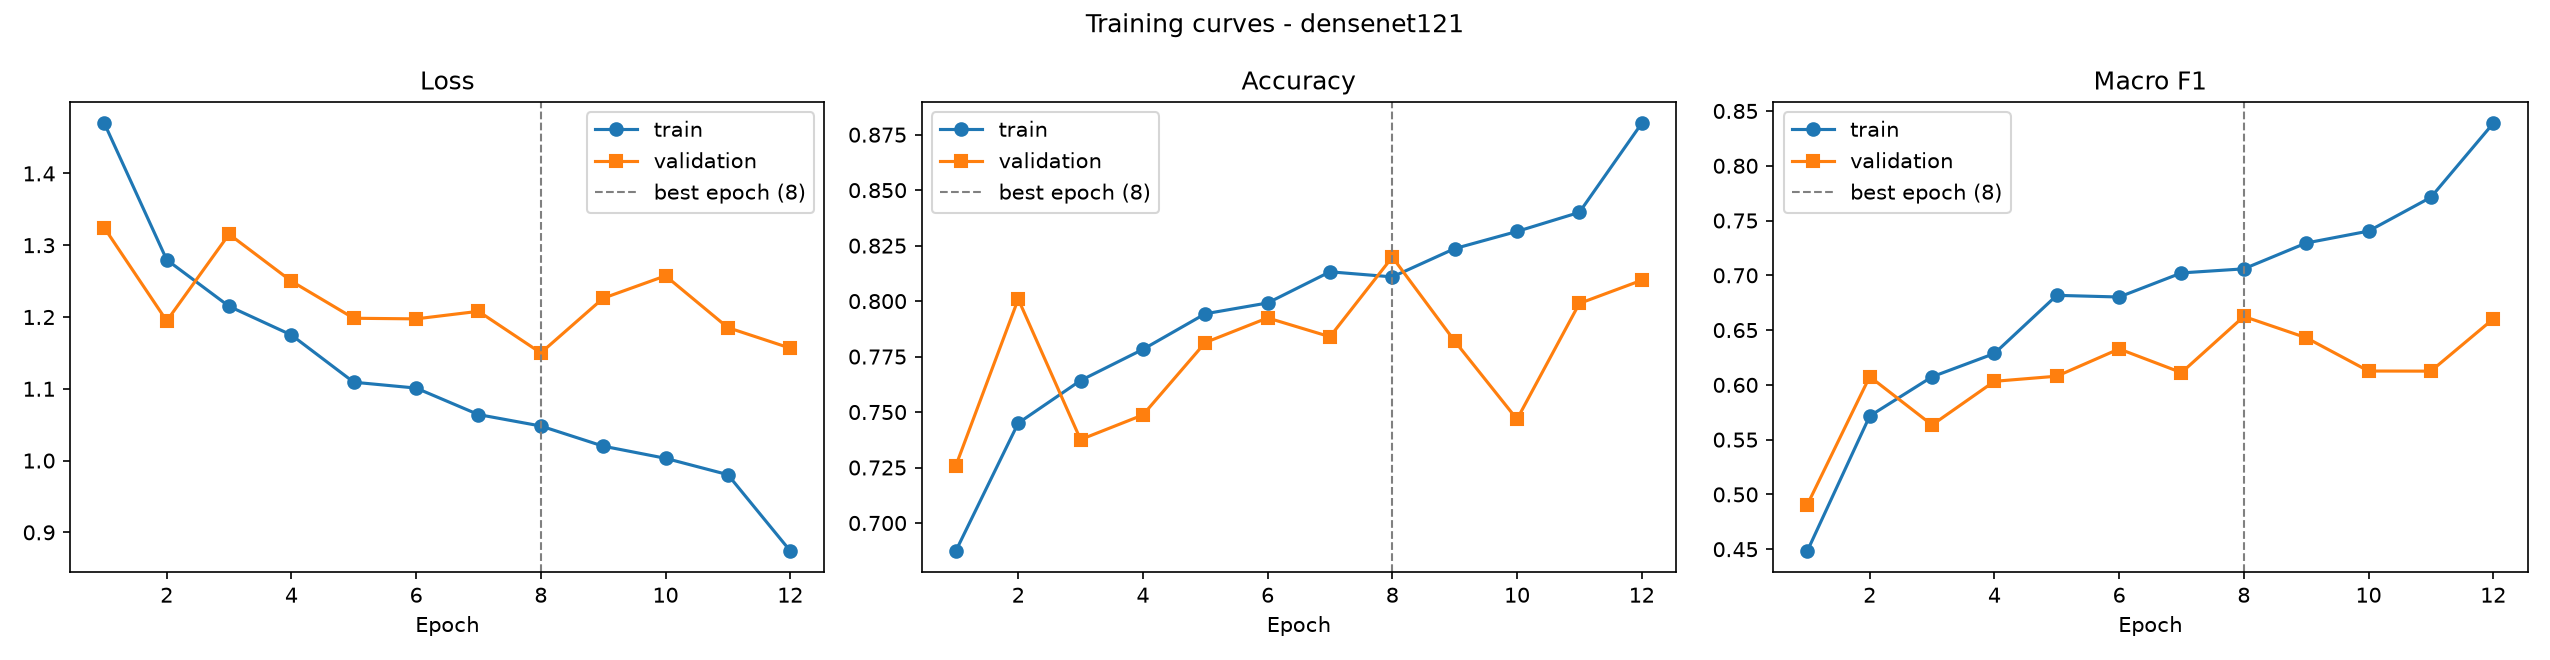 Training curves - densenet121
Loss
1.4
1.3
1.2
1.1
1.0
0.9
train
validation
best epoch (8)
2 4 6 8 10 12
Epoch
Accuracy
0.875
0.850
0.825
0.800
0.775
0.750
0.725
0.700
train
validation
best epoch (8)
2 4 6 8 10 12
Epoch
Macro F1
0.85
0.80
0.75
0.70
0.65
0.60
0.55
0.50
0.45
train
validation
best epoch (8)
2 4 6 8 10 12
Epoch